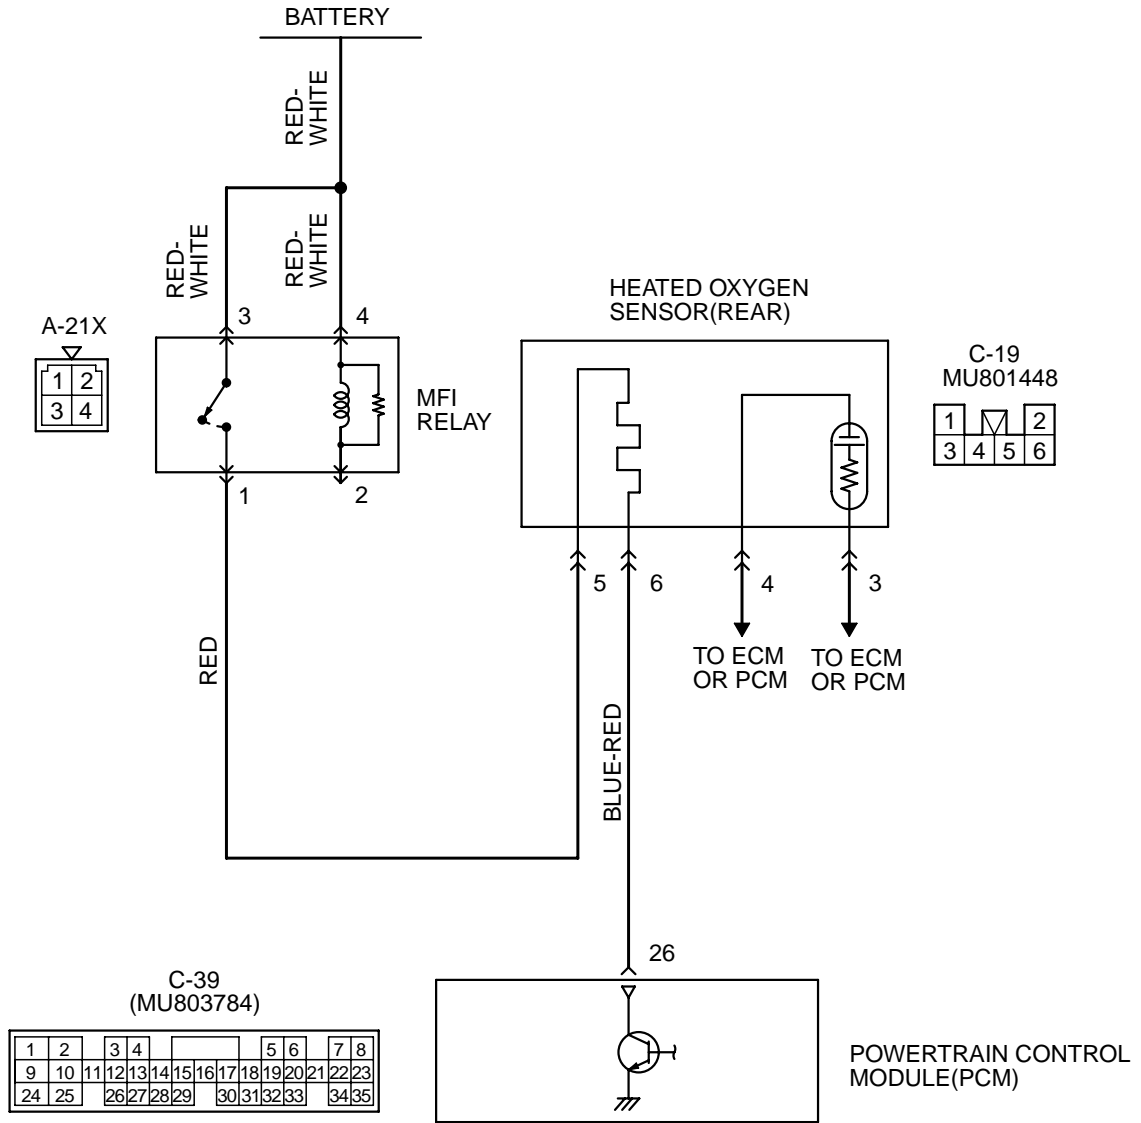 BATTERY
RED-
WHITE
RED-
WHITE
RED-
WHITE
3
4
A-21X
1 2
3 4
MFI
RELAY
1
2
HEATED OXYGEN
SENSOR(REAR)
C-19
MU801448
1 2
3 4 5 6
5
6
4
3
TO ECM
OR PCM
TO ECM
OR PCM
RED
BLUE-RED
26
C-39
(MU803784)
1 2 3 4 5 6 7 8
9 10 11 12 13 14 15 16 17 18 19 20 21 22 23
24 25 26 27 28 29 30 31 32 33 34 35
POWERTRAIN CONTROL
MODULE(PCM)